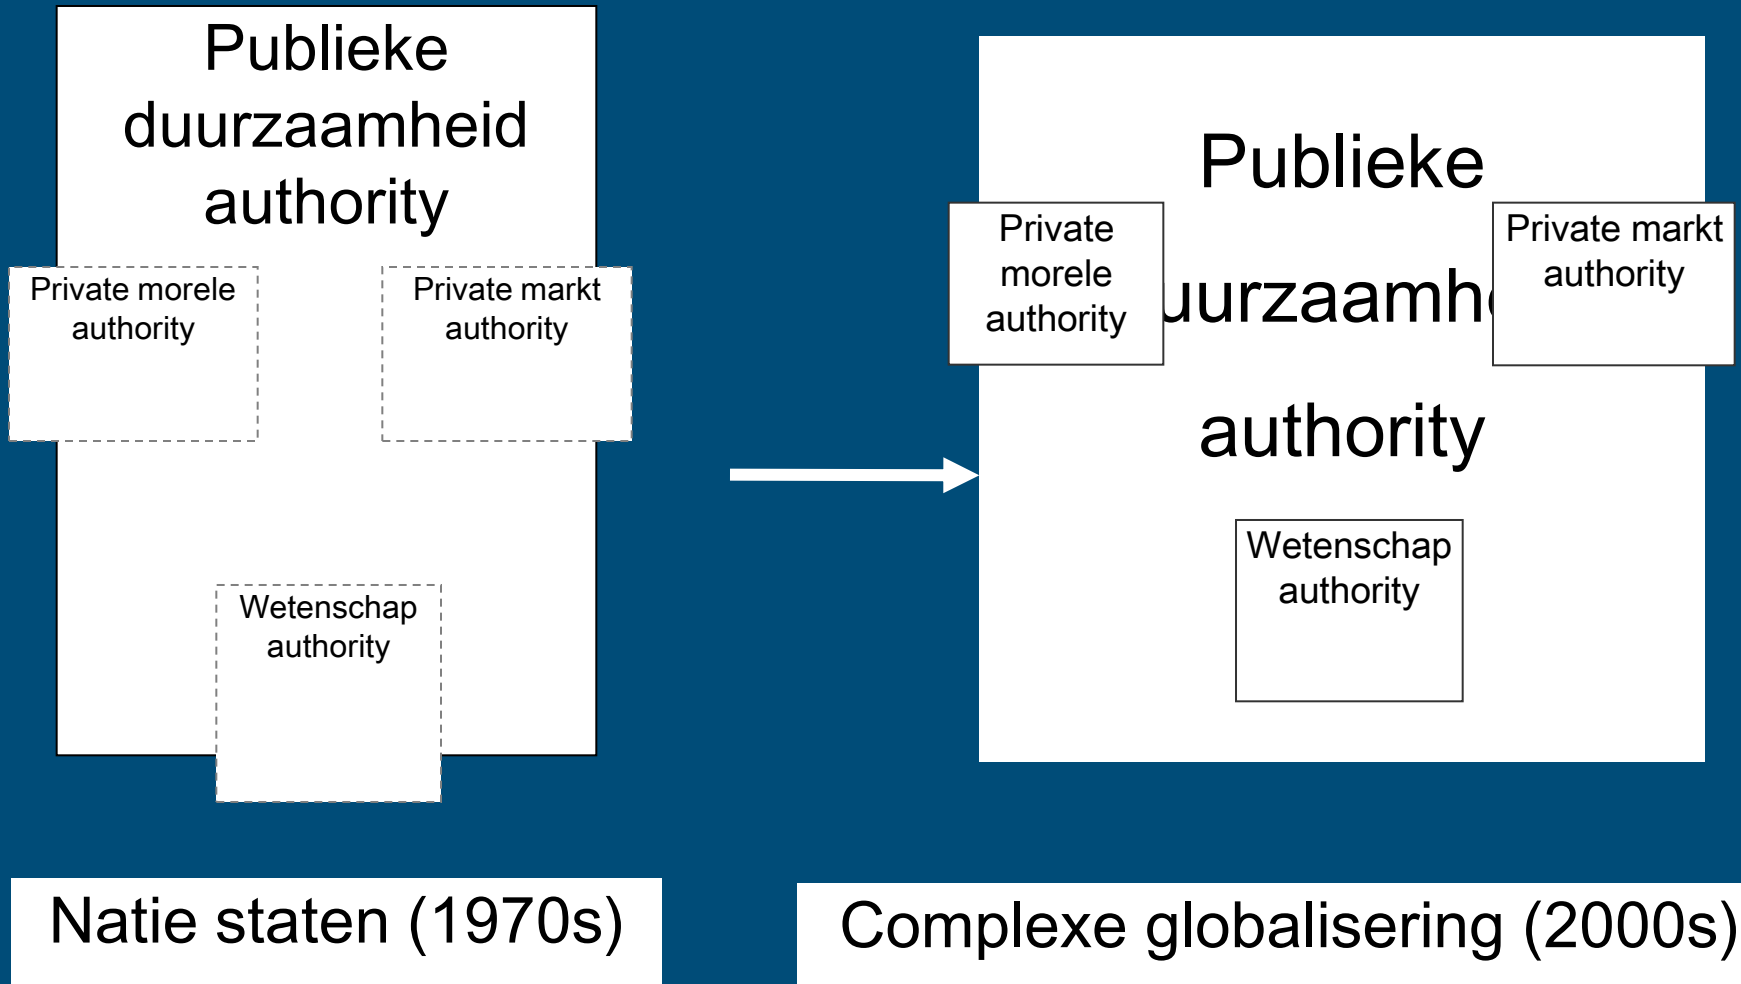 Publieke
duurzaamheid
authority
Private morele
authority
Private markt
authority
Wetenschap
authority
Natie staten (1970s)
Publieke
uurzaamh
authority
Private
morele
authority
Private markt
authority
Wetenschap
authority
Complexe globalisering (2000s)